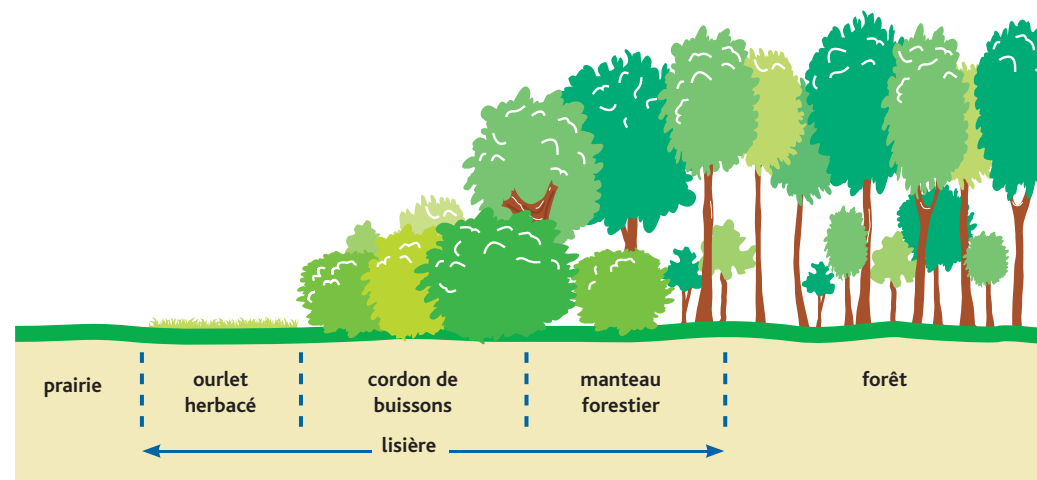 prairie
ourlet
herbacé
cordon de
buissons
manteau
forestier
forêt
lisière